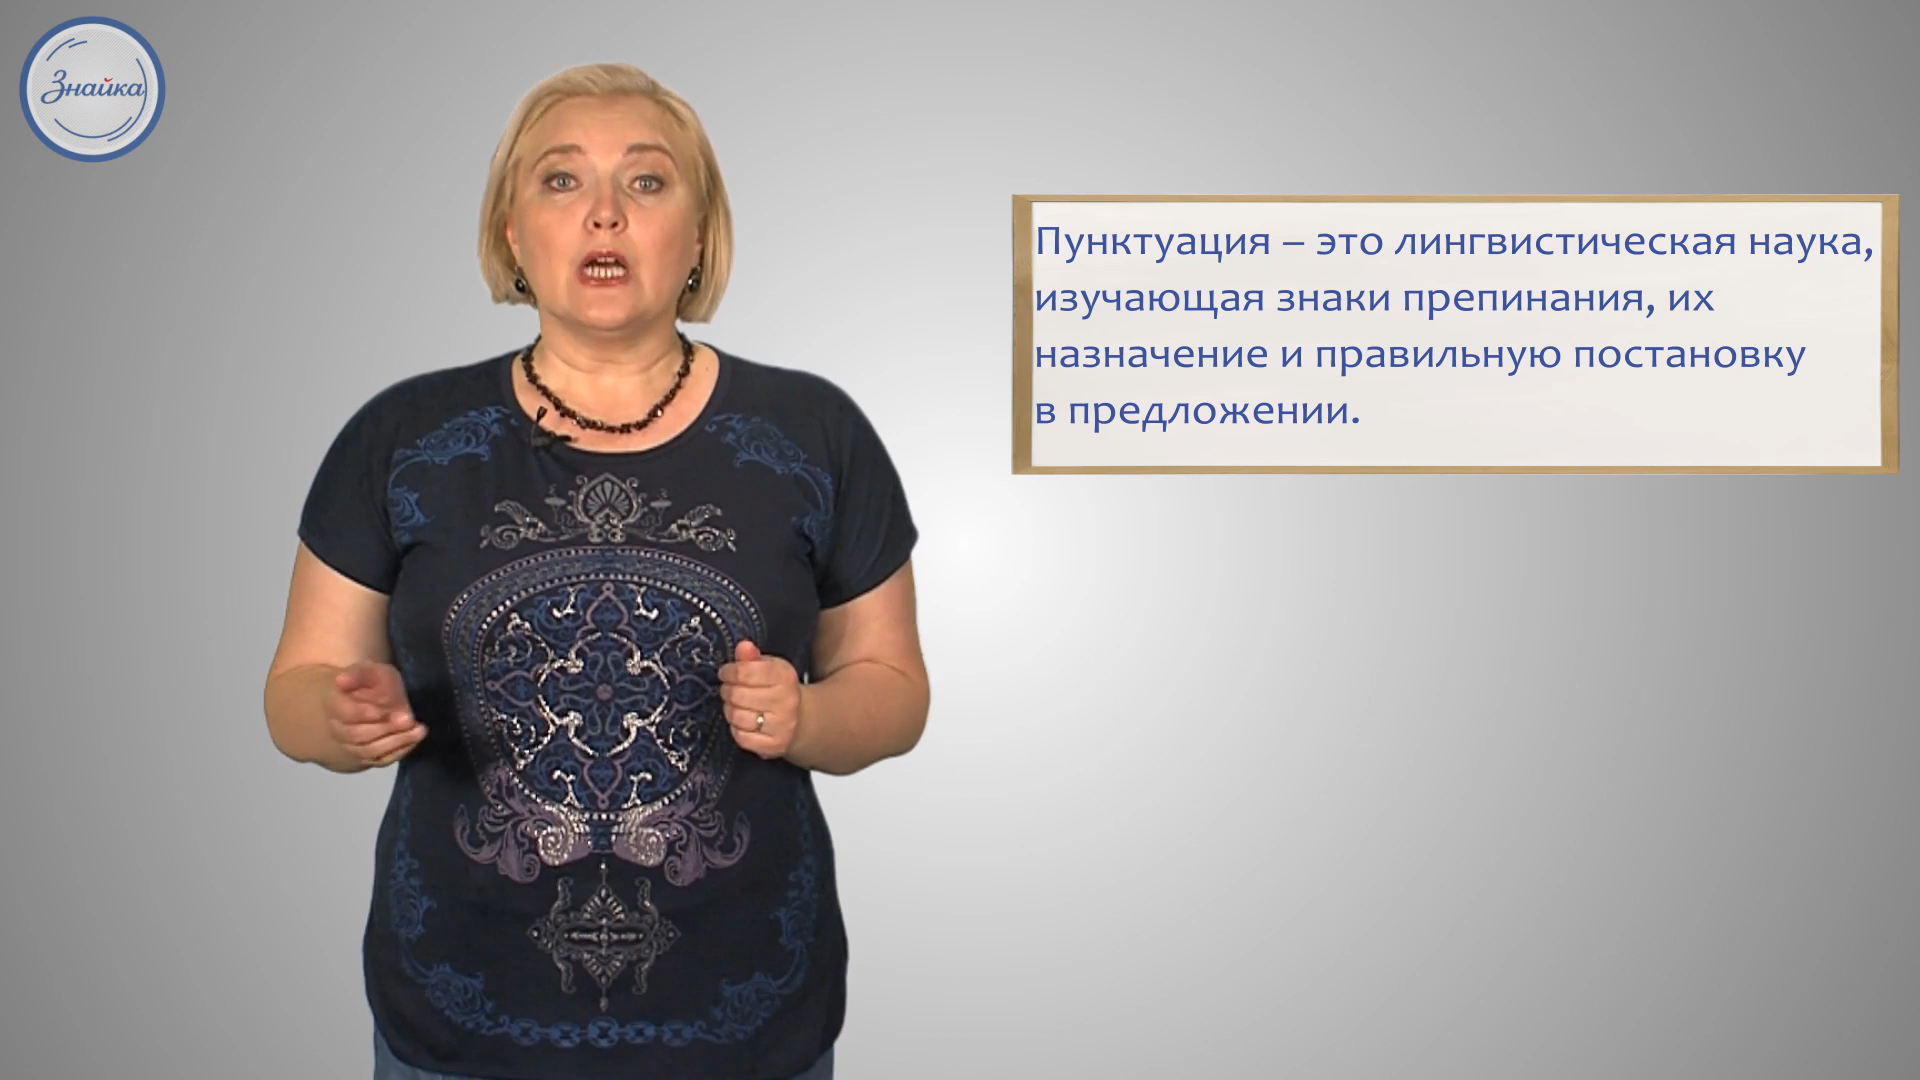 Знайка
Пунктуация – это лингвистическая наука,
изучающая знаки препинания, их
назначение и правильную постановку
в предложении.